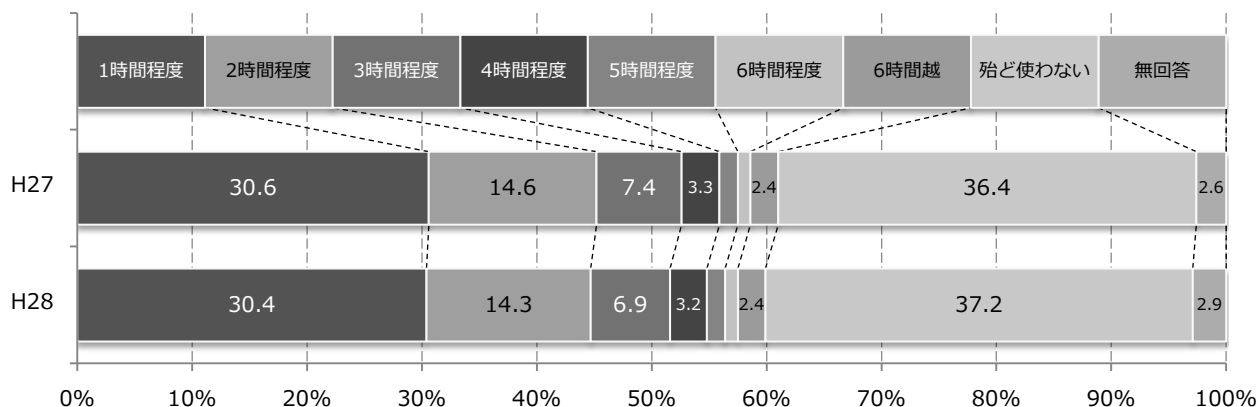 1時間程度 2時間程度 3時間程度 4時間程度 5時間程度 6時間程度 6時間越 殆ど使わない 無回答
H27 30.6 14.6 7.4 3.3 2.4 36.4 2.6
H28 30.4 14.3 6.9 3.2 2.4 37.2 2.9
0% 10% 20% 30% 40% 50% 60% 70% 80% 90% 100%